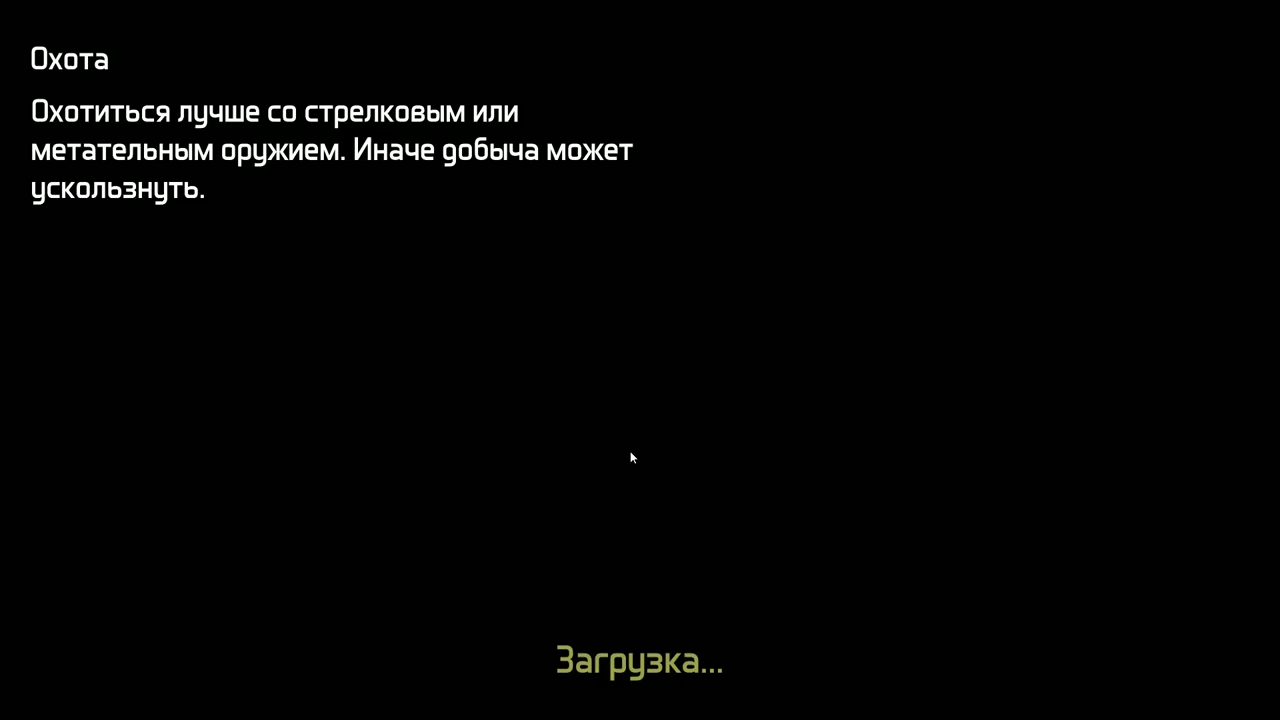 Охота
Охотиться лучше со стрелковым или
метательным оружием. Иначе добыча может
ускользнуть.
Загрузка...